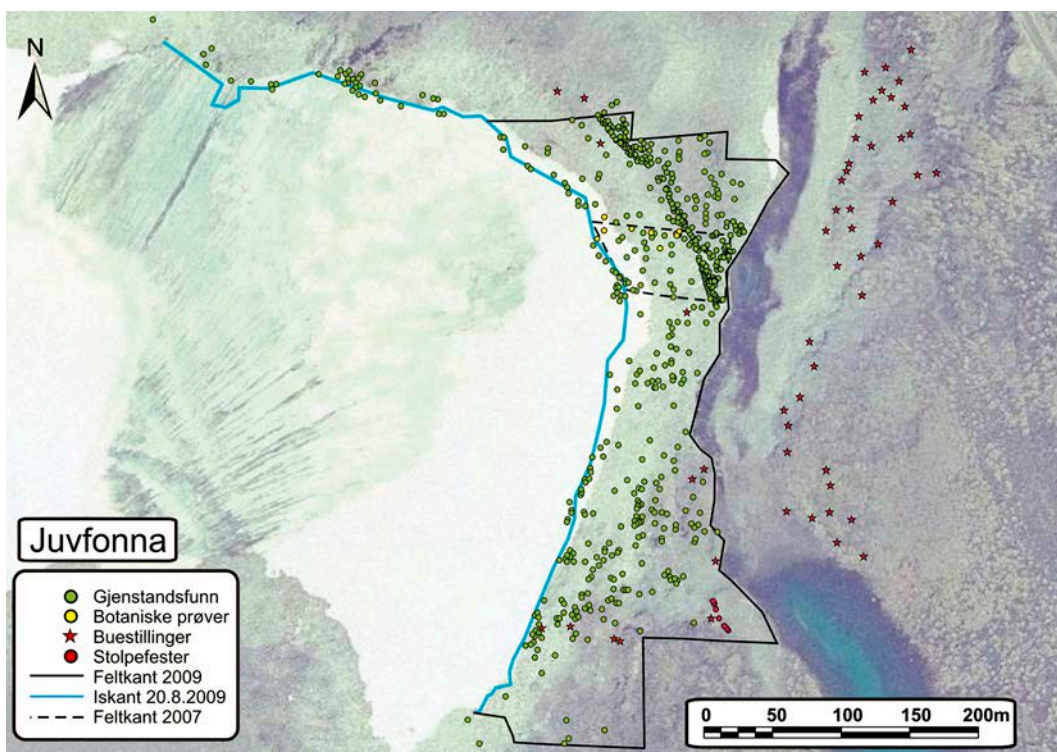 N
Juvfonna
Gjenstandsfunn
Botaniske prøver
Buestillinger
Stolpefester
Feltkant 2009
Iskant 20.8.2009
Feltkant 2007
0 50 100 150 200m